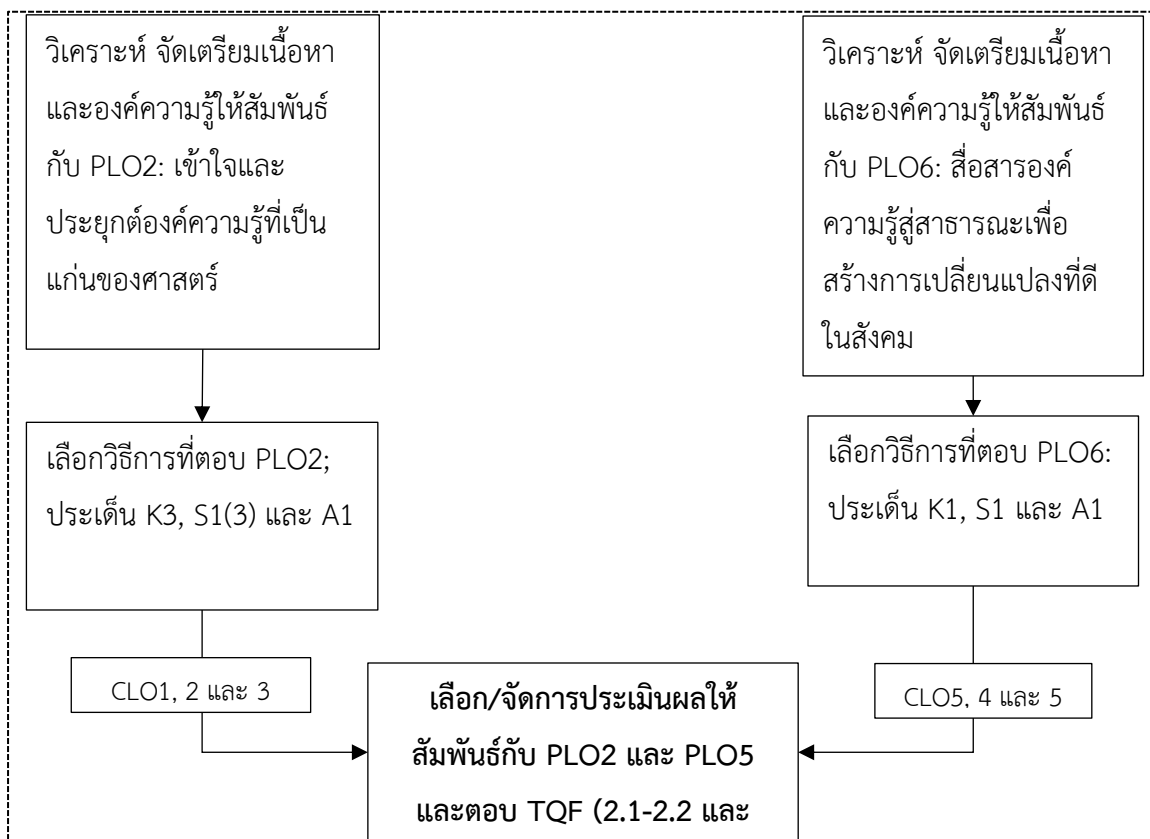 วิเคราะห์ จัดเตรียมเนื้อหา
และองค์ความรู้ให้สัมพันธ์
กับ PLO2: เข้าใจและ
ประยุกต์องค์ความรู้ที่เป็น
แก่นของศาสตร์
วิเคราะห์ จัดเตรียมเนื้อหา
และองค์ความรู้ให้สัมพันธ์
กับ PLO6: สื่อสารองค์
ความรู้สู่สาธารณะเพื่อ
สร้างการเปลี่ยนแปลงที่ดี
ในสังคม
เลือกวิธีการที่ตอบ PLO2;
ประเด็น K3, S1(3) และ A1
เลือกวิธีการที่ตอบ PLO6:
ประเด็น K1, S1 และ A1
CLO1, 2 และ 3
CLO5, 4 และ 5
เลือก/จัดการประเมินผลให้
สัมพันธ์กับ PLO2 และ PLO5
และตอบ TQF (2.1-2.2 และ